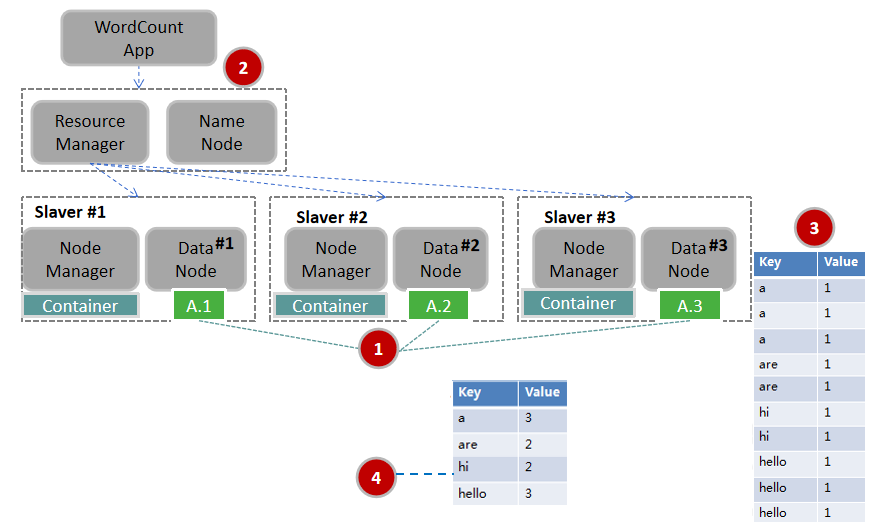 WordCount
App
2
Resource
Manager
Name
Node
Slaver #1
Node
Manager
Data #1
Node
Container
A.1
Slaver #2
Node
Manager
Data #2
Node
Container
A.2
Slaver #3
Node
Manager
Data #3
Node
Container
A.3
1
3
Key Value
a 1
a 1
a 1
are 1
are 1
hi 1
hi 1
hello 1
hello 1
hello 1
4
Key Value
a 3
are 2
hi 2
hello 3